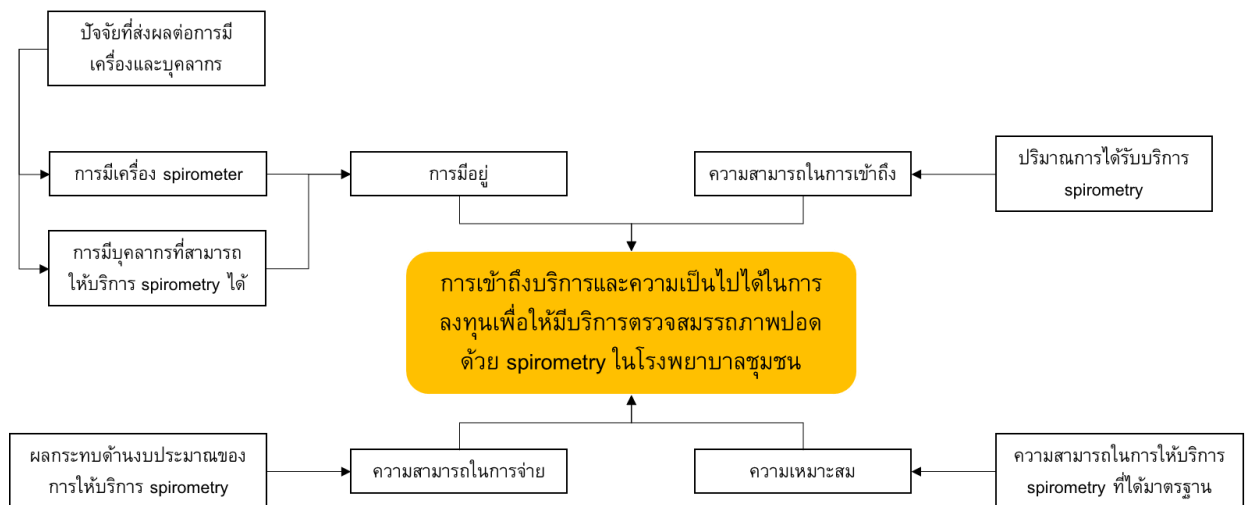 ปัจจัยที่ส่งผลต่อการมี
เครื่องและบุคลากร
การมีเครื่อง spirometer
การมีอยู่
ความสามารถในการเข้าถึง
ปริมาณการได้รับบริการ
spirometry
การมีบุคลากรที่สามารถ
ให้บริการ spirometry ได้
การเข้าถึงบริการและความเป็นไปได้ในการ
ลงทุนเพื่อให้มีบริการตรวจสมรรถภาพปอด
ด้วย spirometry ในโรงพยาบาลชุมชน
ผลกระทบด้านงบประมาณของ
การให้บริการ spirometry
ความสามารถในการจ่าย
ความเหมาะสม
ความสามารถในการให้บริการ
spirometry ที่ได้มาตรฐาน